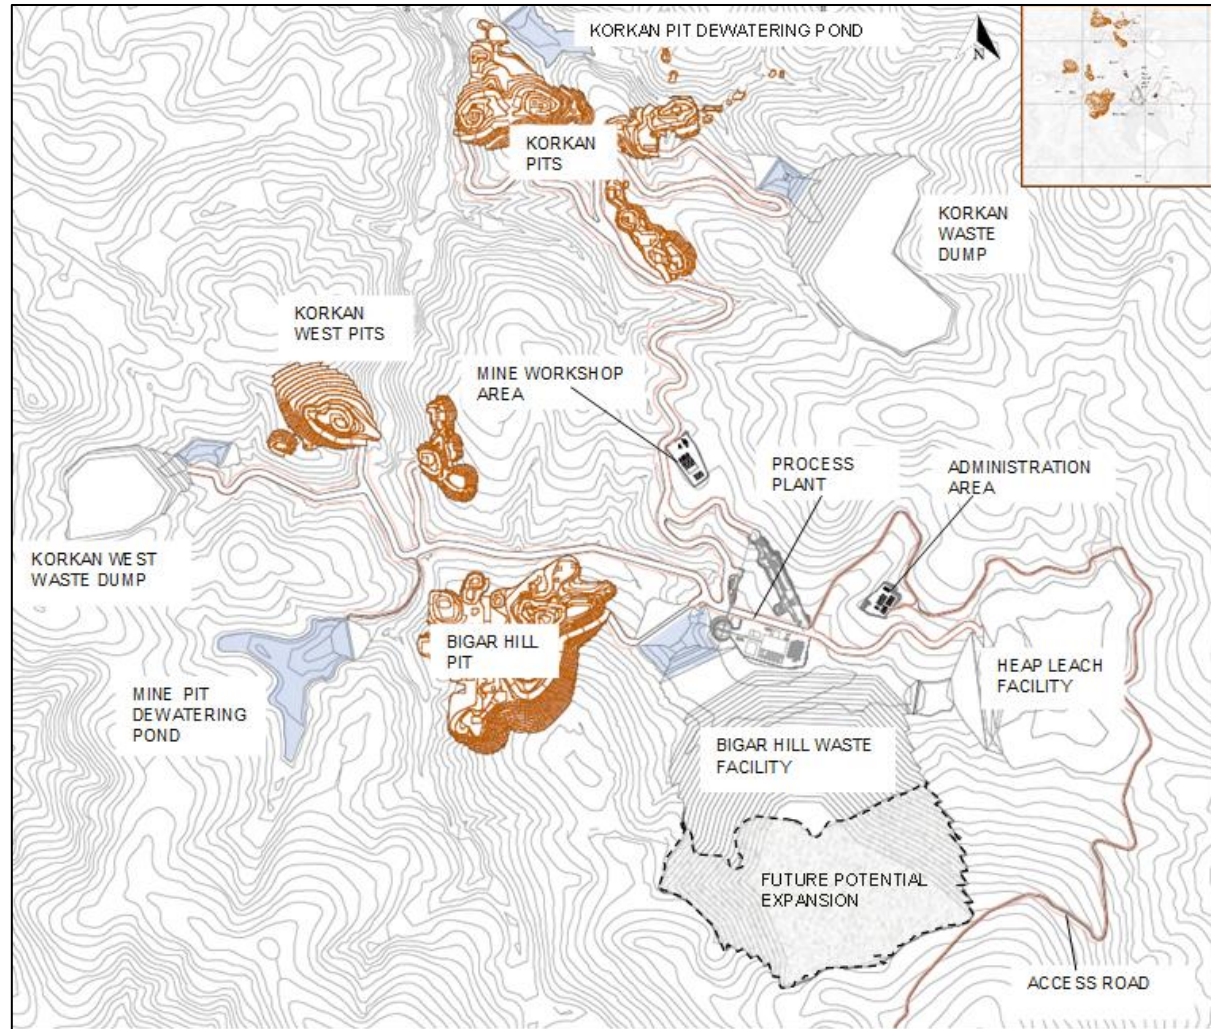 KORKAN PIT DEWATERING POND
N
KORKAN
PITS
KORKAN
WASTE
DUMP
KORKAN
WEST PITS
MINE WORKSHOP
AREA
PROCESS
PLANT
ADMINISTRATION
AREA
KORKAN WEST
WASTE DUMP
BIGAR HILL
PIT
HEAP LEACH
FACILITY
MINE PIT
DEWATERING
POND
BIGAR HILL WASTE
FACILITY
FUTURE POTENTIAL
EXPANSION
ACCESS ROAD